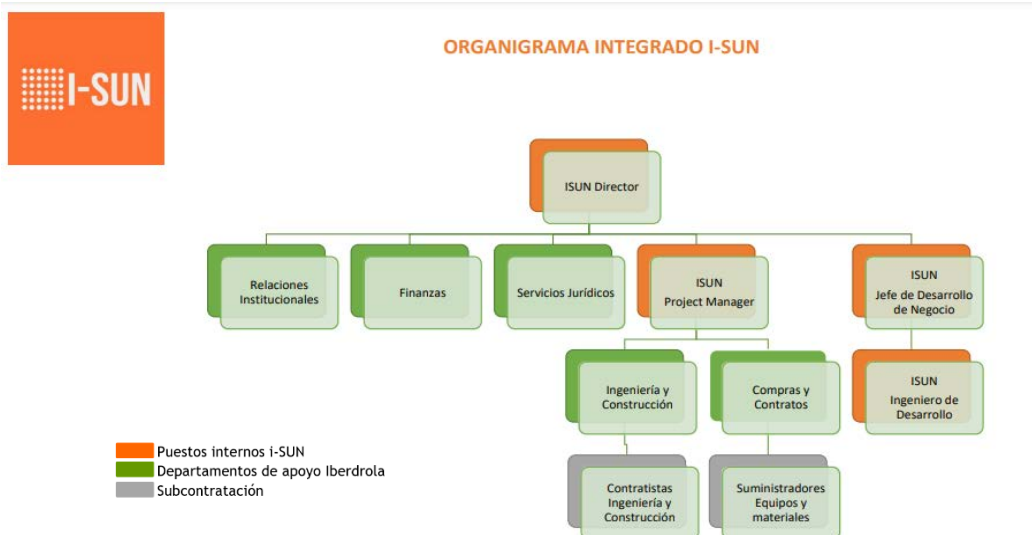 I-SUN
ORGANIGRAMA INTEGRADO I-SUN
ISUN Director
Relaciones
Institucionales
Finanzas
Servicios Jurídicos
ISUN
Project Manager
ISUN
Jefe de Desarrollo
de Negocio
Ingeniería y
Construcción
Compras y
Contratos
ISUN
Ingeniero de
Desarrollo
Contratistas
Ingeniería y
Construcción
Suministradores
Equipos y
materiales
Puestos internos i-SUN
Departamentos de apoyo Iberdrola
Subcontratación